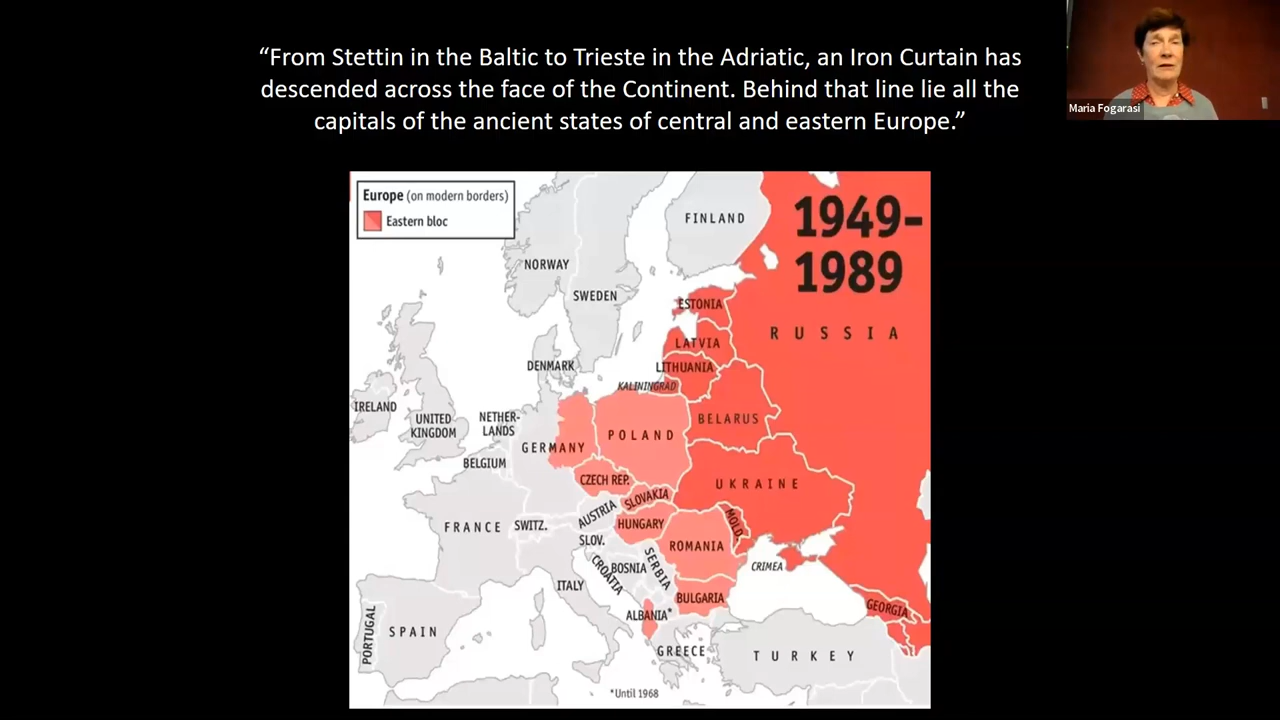 “From Stettin in the Baltic to Trieste in the Adriatic, an Iron Curtain has
descended across the face of the Continent. Behind that line lie all the
capitals of the ancient states of central and eastern Europe.”
Maria Fogarasi
Europe (on modern borders)
Eastern bloc
1949-
1989
FINLAND
NORWAY
SWEDEN
ESTONIA
RUSSIA
LATVIA
DENMARK
LITHUANIA
KALININGRAD
IRELAND
UNITED
KINGDOM
NETHER-
LANDS
BELARUS
GERMANY
POLAND
BELGIUM
CZECH REP.
UKRAINE
SLOVAKIA
FRANCE
SWITZ.
AUSTRIA
HUNGARY
MOLD.
SLOV.
ROMANIA
CROATIA
BOSNIA
SERBIA
CRIMEA
ITALY
BULGARIA
GEORGIA
ALBANIA*
PORTUGAL
SPAIN
GREECE
TURKEY
*Until 1968